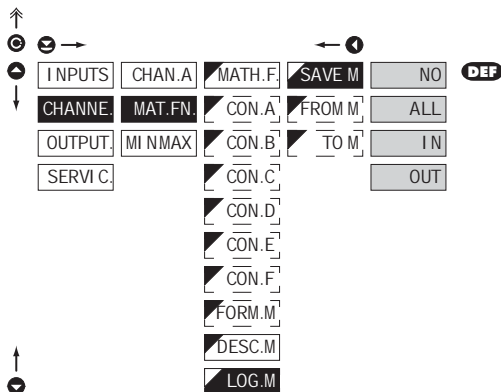 INPUTS CHAN.A MATH.F. SAVE M NO DEF
CHANNE. MAT.FN. CON.A FROM M ALL
OUTPUT. MINMAX CON.B TO M IN
SERVIC. CON.C OUT
CON.D
CON.E
CON.F
FORM.M
DESC.M
LOG.M